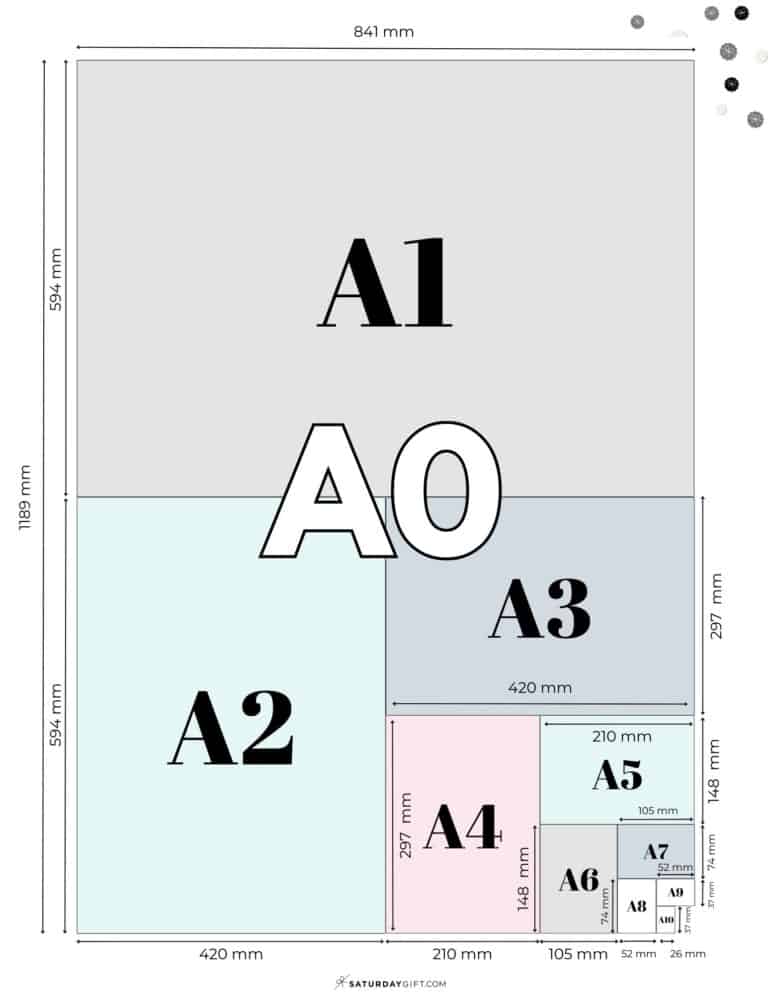 841 mm
594 mm
A1
1189 mm
A0
A3
297 mm
420 mm
594 mm
A2
210 mm
A5
148 mm
297 mm
A4
105 mm
A7
74 mm
52 mm
148 mm
A6
74 mm
A8
A9
37 mm
A10
37 mm
420 mm
210 mm
105 mm
52 mm
26 mm
SATURDAYGIFT.COM